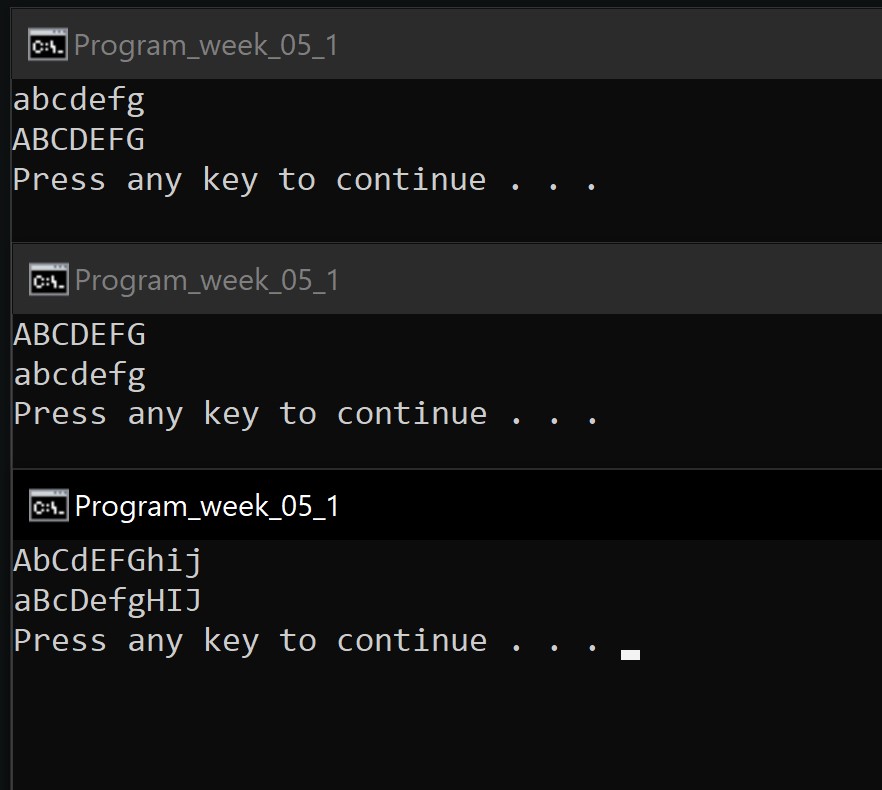 Program_week_05_1
abcdefg
ABCDEFG
Press any key to continue . . .
Program_week_05_1
ABCDEFG
abcdefg
Press any key to continue . . .
Program_week_05_1
AbCdEFGhij
aBcDefgHIJ
Press any key to continue . . .